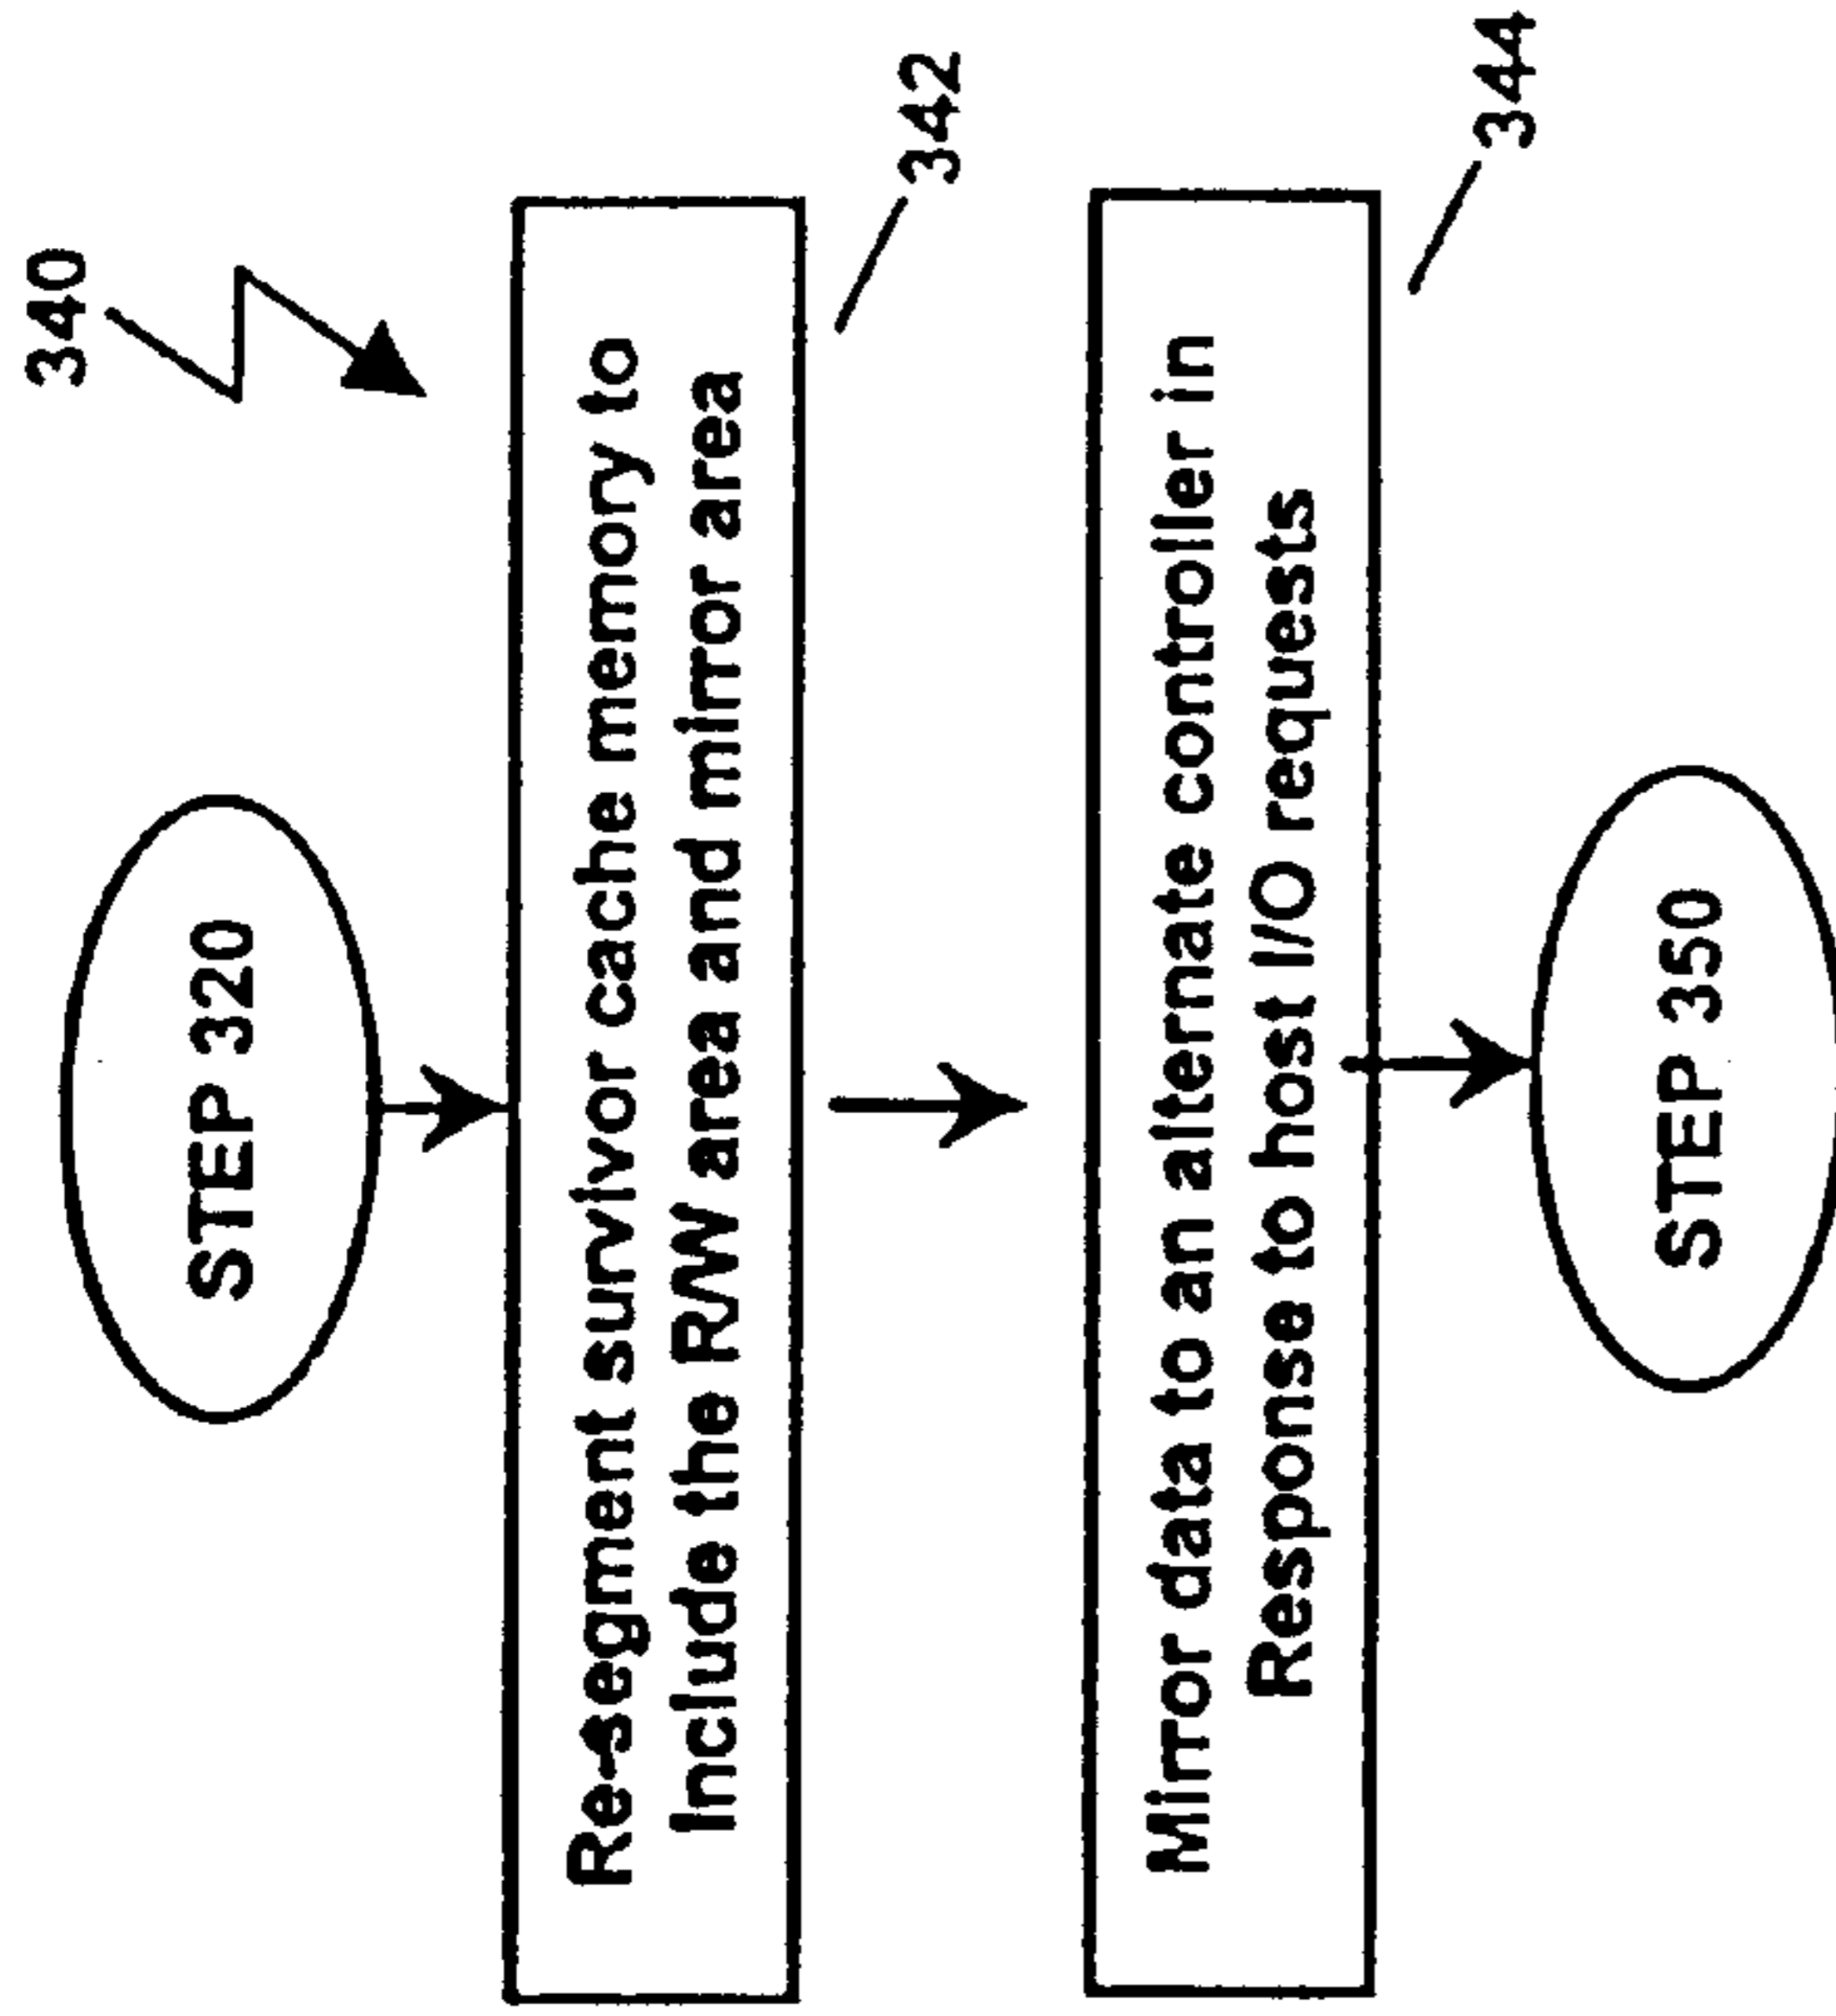 340
STEP 320
Re-segment survivor cache memory to
Include the RW area and mirror area
342
Mirror data to an alternate controller in
Response to host I/O requests
344
STEP 350